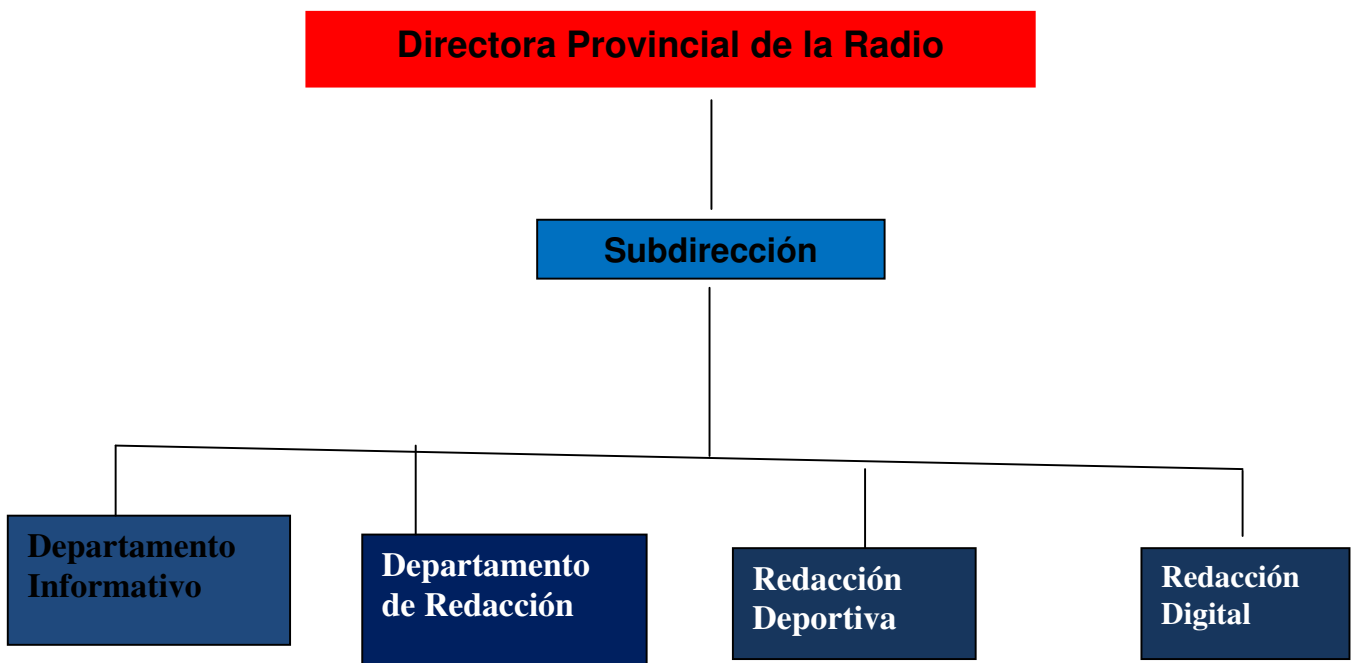 Directora Provincial de la Radio
Subdirección
Departamento
Informativo
Departamento
de Redacción
Redacción
Deportiva
Redacción
Digital